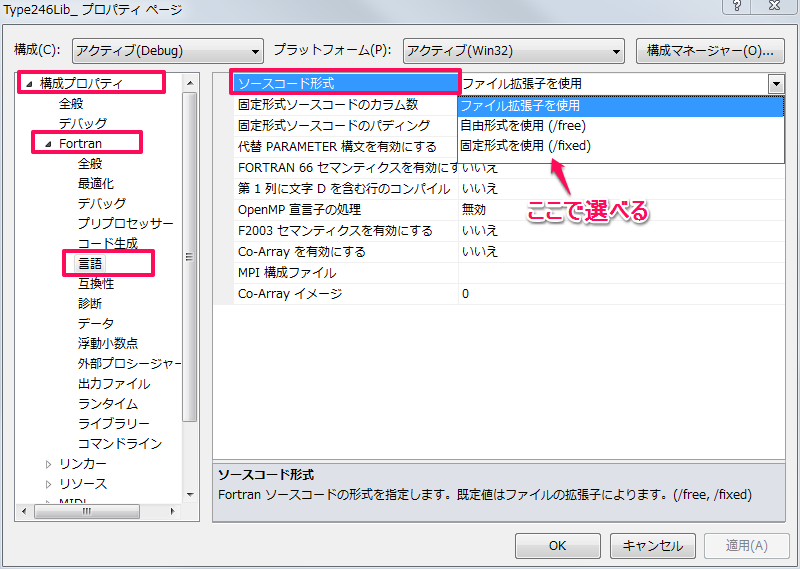 Type246Lib_ プロパティ ページ
構成(C): アクティブ(Debug) プラットフォーム(P): アクティブ(Win32) 構成マネージャー(O)...
構成プロパティ
全般
デバッグ
Fortran
全般
最適化
デバッグ
プリプロセッサー
コード生成
言語
互換性
診断
データ
浮動小数点
外部プロシージャー
出力ファイル
ランタイム
ライブラリー
コマンドライン
リンカー
リソース
MIDL
ソースコード形式 ファイル拡張子を使用
固定形式ソースコードのカラム数 ファイル拡張子を使用
固定形式ソースコードのパディング 自由形式を使用 (/free)
代替 PARAMETER 構文を有効にする 固定形式を使用 (/fixed)
FORTRAN 66 セマンティクスを有効にする いいえ
第 1 列に文字 D を含む行のコンパイル いいえ
OpenMP 宣言子の処理 無効
F2003 セマンティクスを有効にする いいえ
Co-Array を有効にする いいえ
MPI 構成ファイル
Co-Array イメージ 0
ここで選べる
ソースコード形式
Fortran ソースコードの形式を指定します。既定値はファイルの拡張子によります。(/free, /fixed)
OK キャンセル 適用(A)